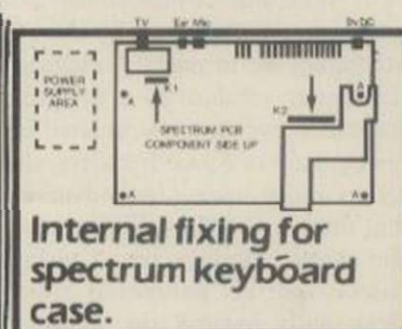 TV Ear Mic 9v DC
POWER
SUPPLY
AREA
K1
A
K2
A
SPECTRUM PCB
COMPONENT SIDE UP
A
A
Internal fixing for
spectrum keyboard
case.